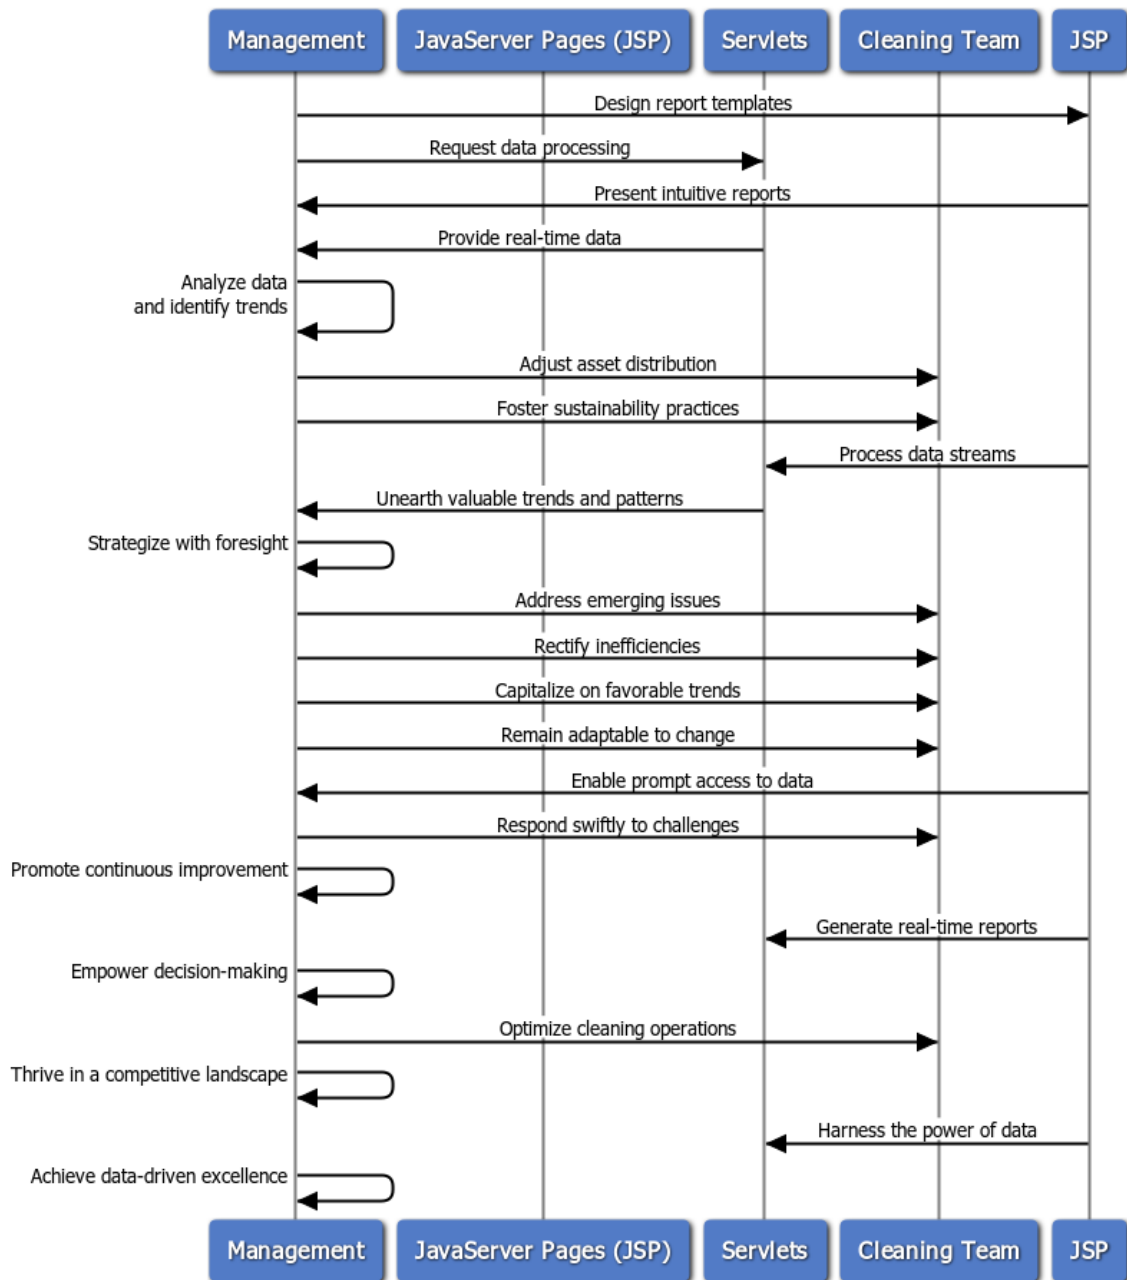 Management
JavaServer Pages (JSP)
Servlets
Cleaning Team
JSP
Design report templates
Request data processing
Present intuitive reports
Provide real-time data
Analyze data
and identify trends
Adjust asset distribution
Foster sustainability practices
Process data streams
Unearth valuable trends and patterns
Strategize with foresight
Address emerging issues
Rectify inefficiencies
Capitalize on favorable trends
Remain adaptable to change
Enable prompt access to data
Respond swiftly to challenges
Promote continuous improvement
Generate real-time reports
Empower decision-making
Optimize cleaning operations
Thrive in a competitive landscape
Harness the power of data
Achieve data-driven excellence
Management
JavaServer Pages (JSP)
Servlets
Cleaning Team
JSP